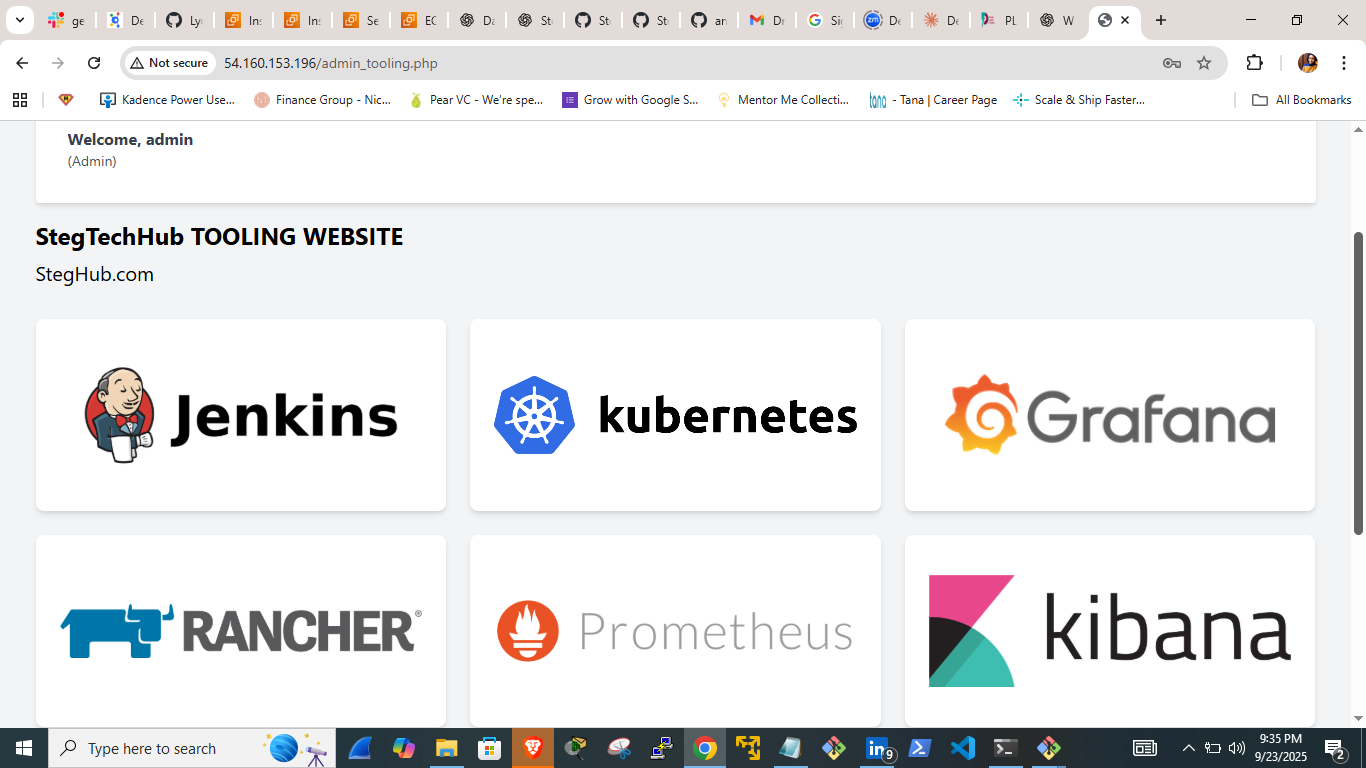 ge
De
Ly
Ins
Ins
Se
EC
Da
St
St
St
an
Dr
Sig
De
De
PL
W
Not secure
54.160.153.196/admin_tooling.php
Kadence Power Use...
Finance Group - Nic...
Pear VC - We're spe...
Grow with Google S...
Mentor Me Collecti...
tana
- Tana | Career Page
Scale & Ship Faster...
All Bookmarks
Welcome, admin
(Admin)
StegTechHub TOOLING WEBSITE
StegHub.com
Jenkins
kubernetes
Grafana
RANCHER®
Prometheus
kibana
Type here to search
9
9:35 PM
9/23/2025
2